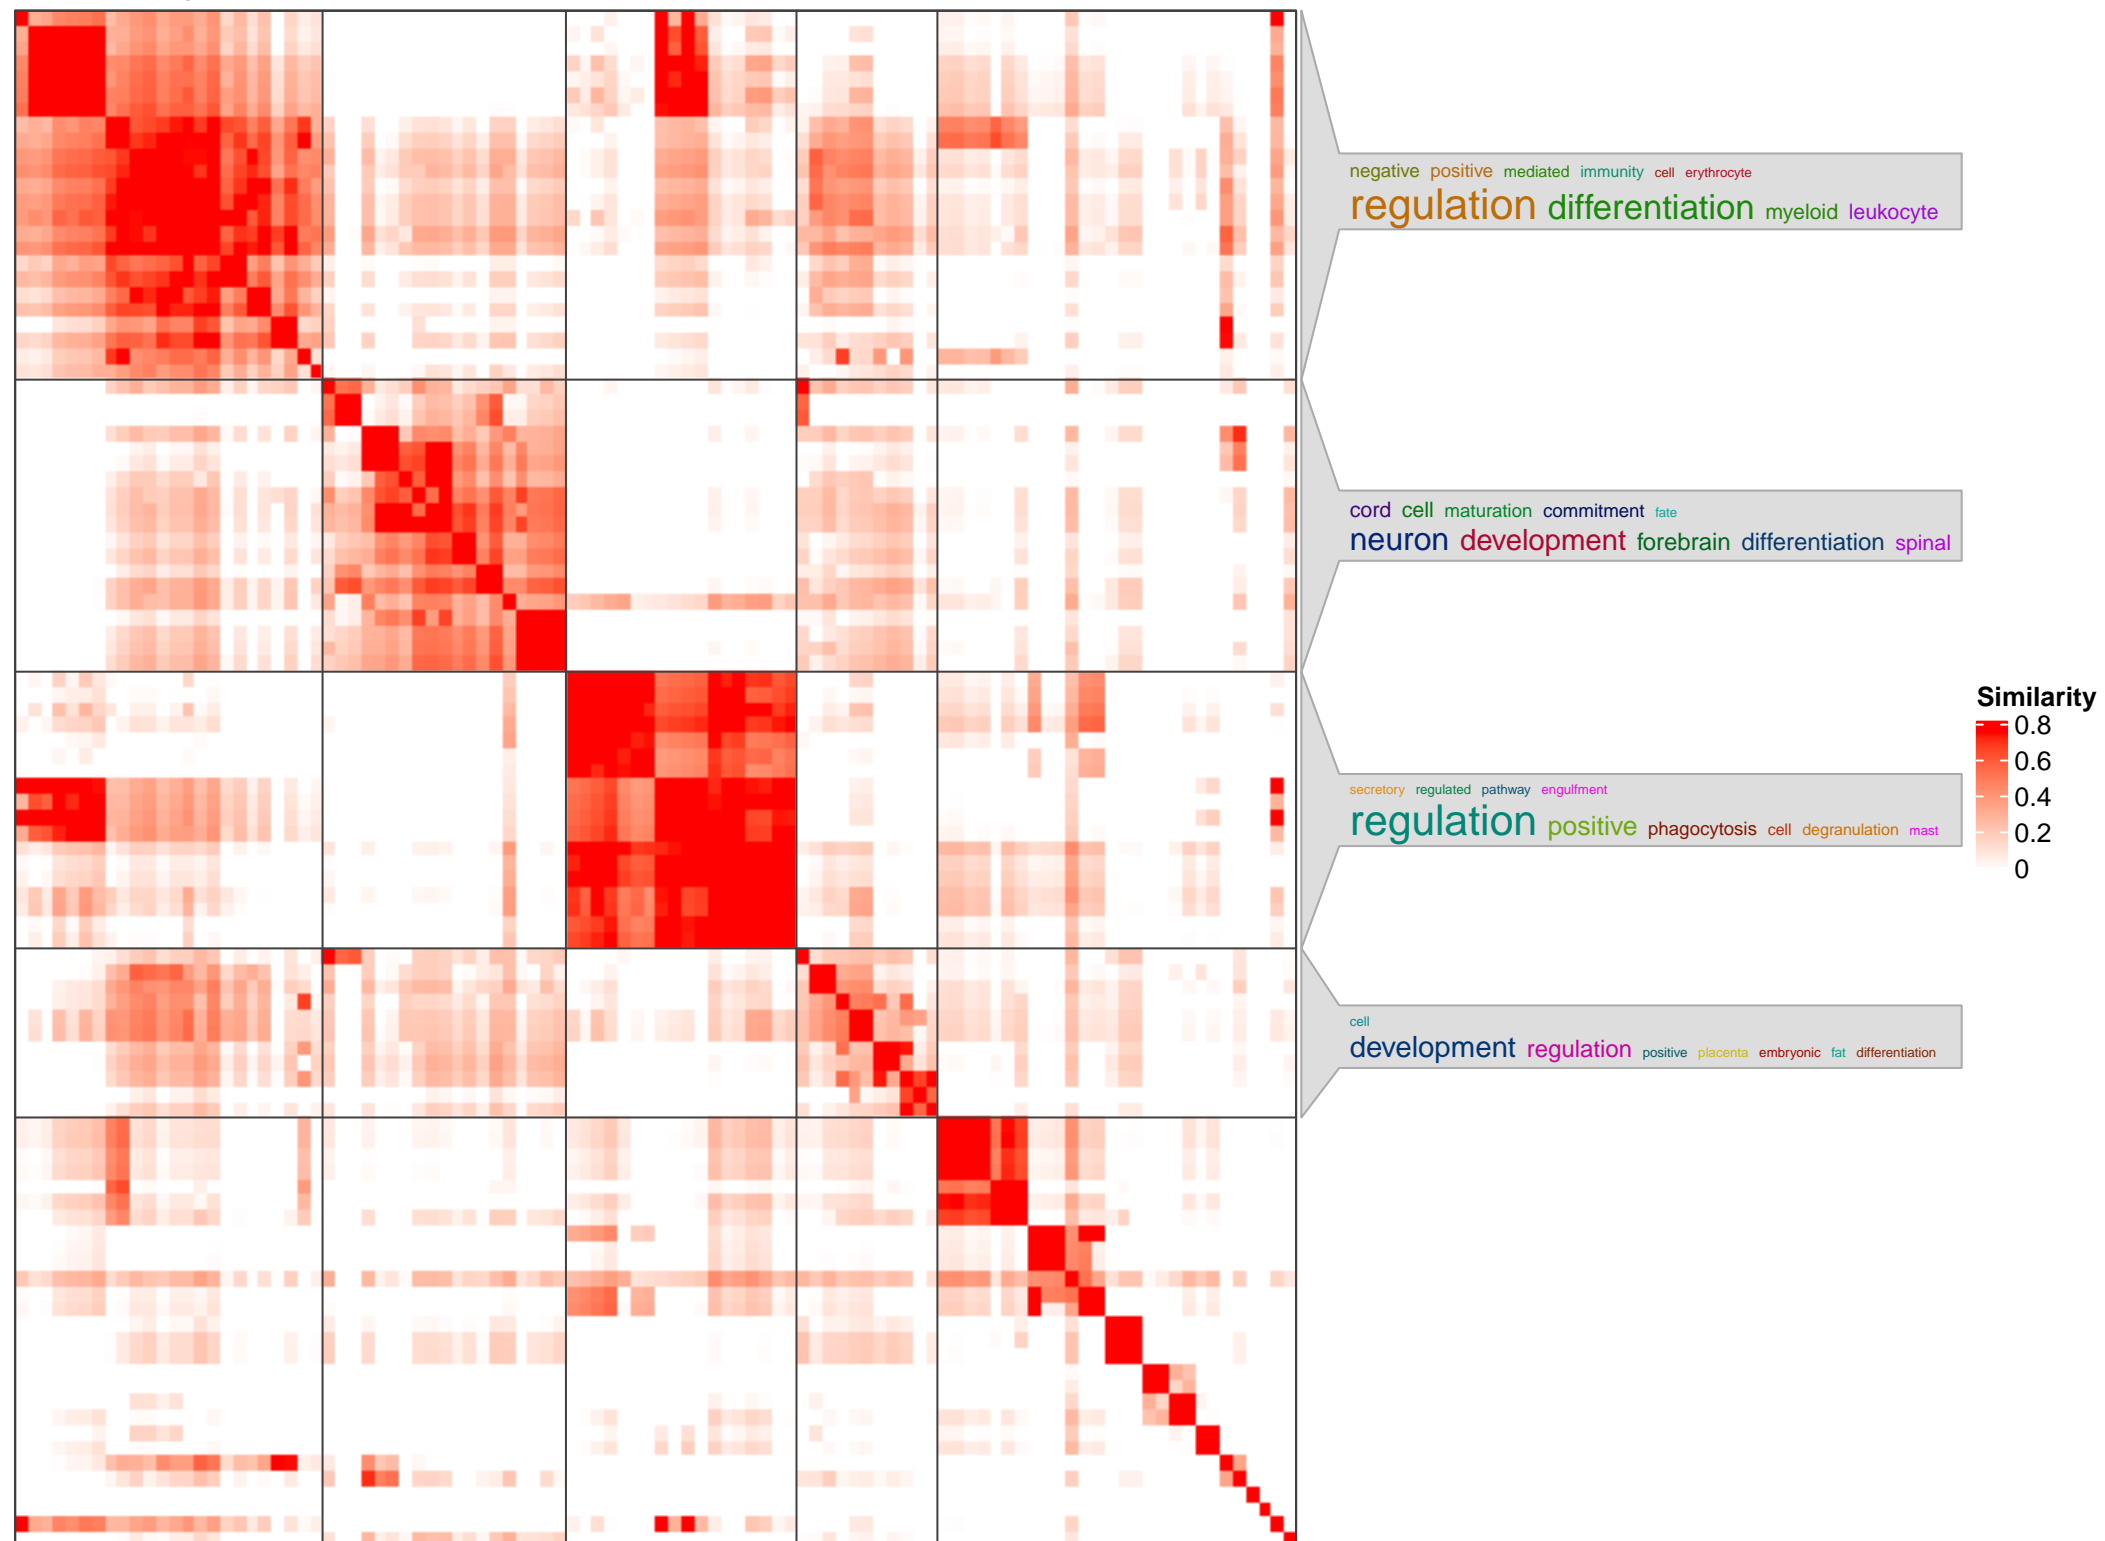 negative positive mediated immunity cell erythrocyte
regulation differentiation myeloid leukocyte
cord cell maturation commitment fate
neuron development forebrain differentiation spinal
secretory regulated pathway engulfment
regulation positive phagocytosis cell degranulation mast
cell
development regulation positive placenta embryonic fat differentiation
Similarity
0.8
0.6
0.4
0.2
0